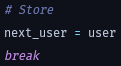 # Store
next_user = user
break